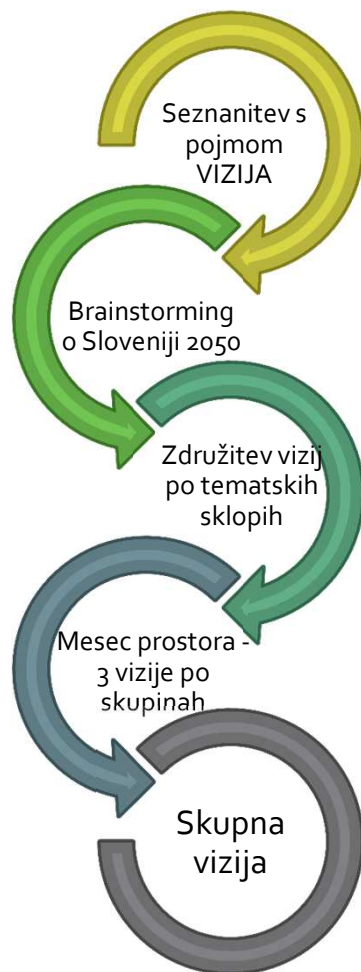 Seznanitev s
pojmom
VIZIJA
Brainstorming
o Sloveniji 2050
Združitev vizij
po tematskih
sklopih
Mesec prostora -
3 vizije po
skupinah
Skupna
vizija